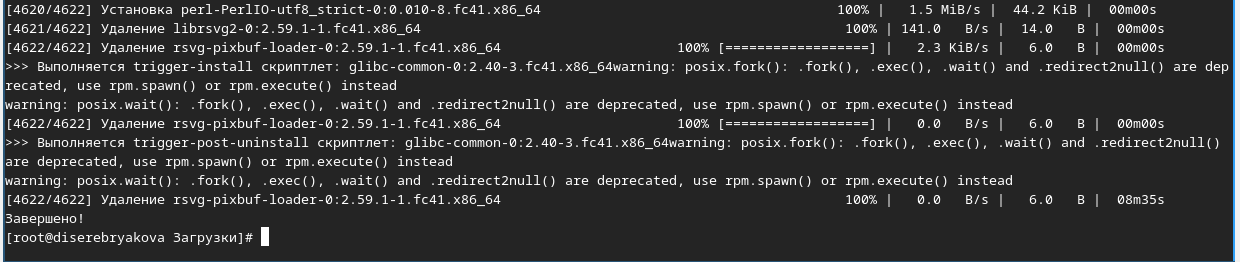 [4620/4622] Установка perl-PerlIO-utf8_strict-0:0.010-8.fc41.x86_64 100% | 1.5 MiB/s | 44.2 KiB | 00m00s
[4621/4622] Удаление librsvg2-0:2.59.1-1.fc41.x86_64 100% | 141.0 B/s | 14.0 B | 00m00s
[4622/4622] Удаление rsvg-pixbuf-loader-0:2.59.1-1.fc41.x86_64 100% [==================] | 2.3 KiB/s | 6.0 B | 00m00s
>>> Выполняется trigger-install скриптлет: glibc-common-0:2.40-3.fc41.x86_64warning: posix.fork(): .fork(), .exec(), .wait() and .redirect2null() are dep
recated, use rpm.spawn() or rpm.execute() instead
warning: posix.wait(): .fork(), .exec(), .wait() and .redirect2null() are deprecated, use rpm.spawn() or rpm.execute() instead
[4622/4622] Удаление rsvg-pixbuf-loader-0:2.59.1-1.fc41.x86_64 100% [==================] | 0.0 B/s | 6.0 B | 00m00s
>>> Выполняется trigger-post-uninstall скриптлет: glibc-common-0:2.40-3.fc41.x86_64warning: posix.fork(): .fork(), .exec(), .wait() and .redirect2null()
are deprecated, use rpm.spawn() or rpm.execute() instead
warning: posix.wait(): .fork(), .exec(), .wait() and .redirect2null() are deprecated, use rpm.spawn() or rpm.execute() instead
[4622/4622] Удаление rsvg-pixbuf-loader-0:2.59.1-1.fc41.x86_64 100% | 0.0 B/s | 6.0 B | 08m35s
Завершено!
[root@diserebryakova Загрузки]#